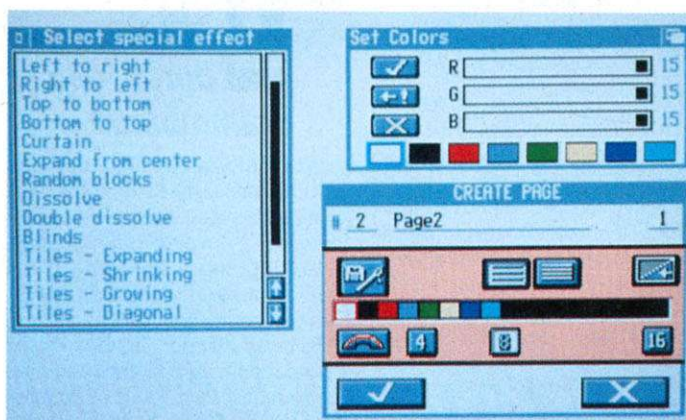 Select special effect
Left to right
Right to left
Top to bottom
Bottom to top
Curtain
Expand from center
Random blocks
Dissolve
Double dissolve
Blinds
Tiles - Expanding
Tiles - Shrinking
Tiles - Growing
Tiles - Diagonal
Set Colors
R 15
G 15
B 15
CREATE PAGE
2 Page2 1
4 8 16